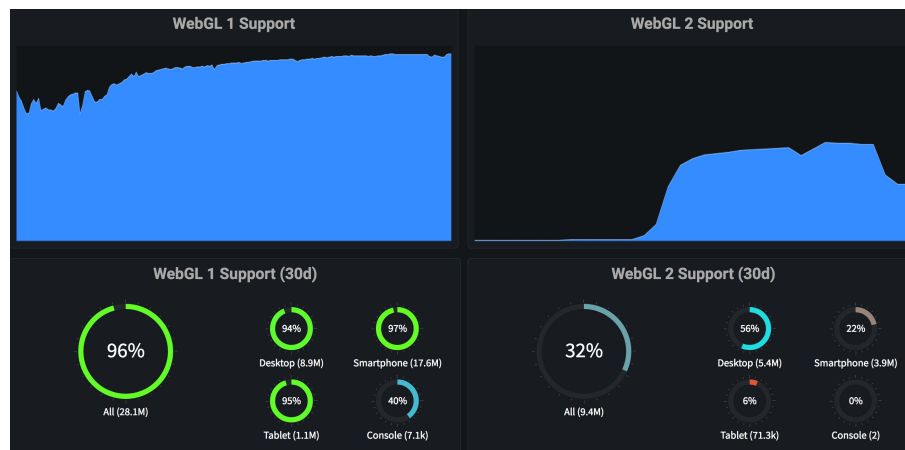 WebGL 1 Support
WebGL 2 Support
WebGL 1 Support (30d)
96%
All (28.1M)
94%
Desktop (8.9M)
97%
Smartphone (17.6M)
95%
Tablet (1.1M)
40%
Console (7.1k)
WebGL 2 Support (30d)
32%
All (9.4M)
56%
Desktop (5.4M)
22%
Smartphone (3.9M)
6%
Tablet (71.3k)
0%
Console (2)